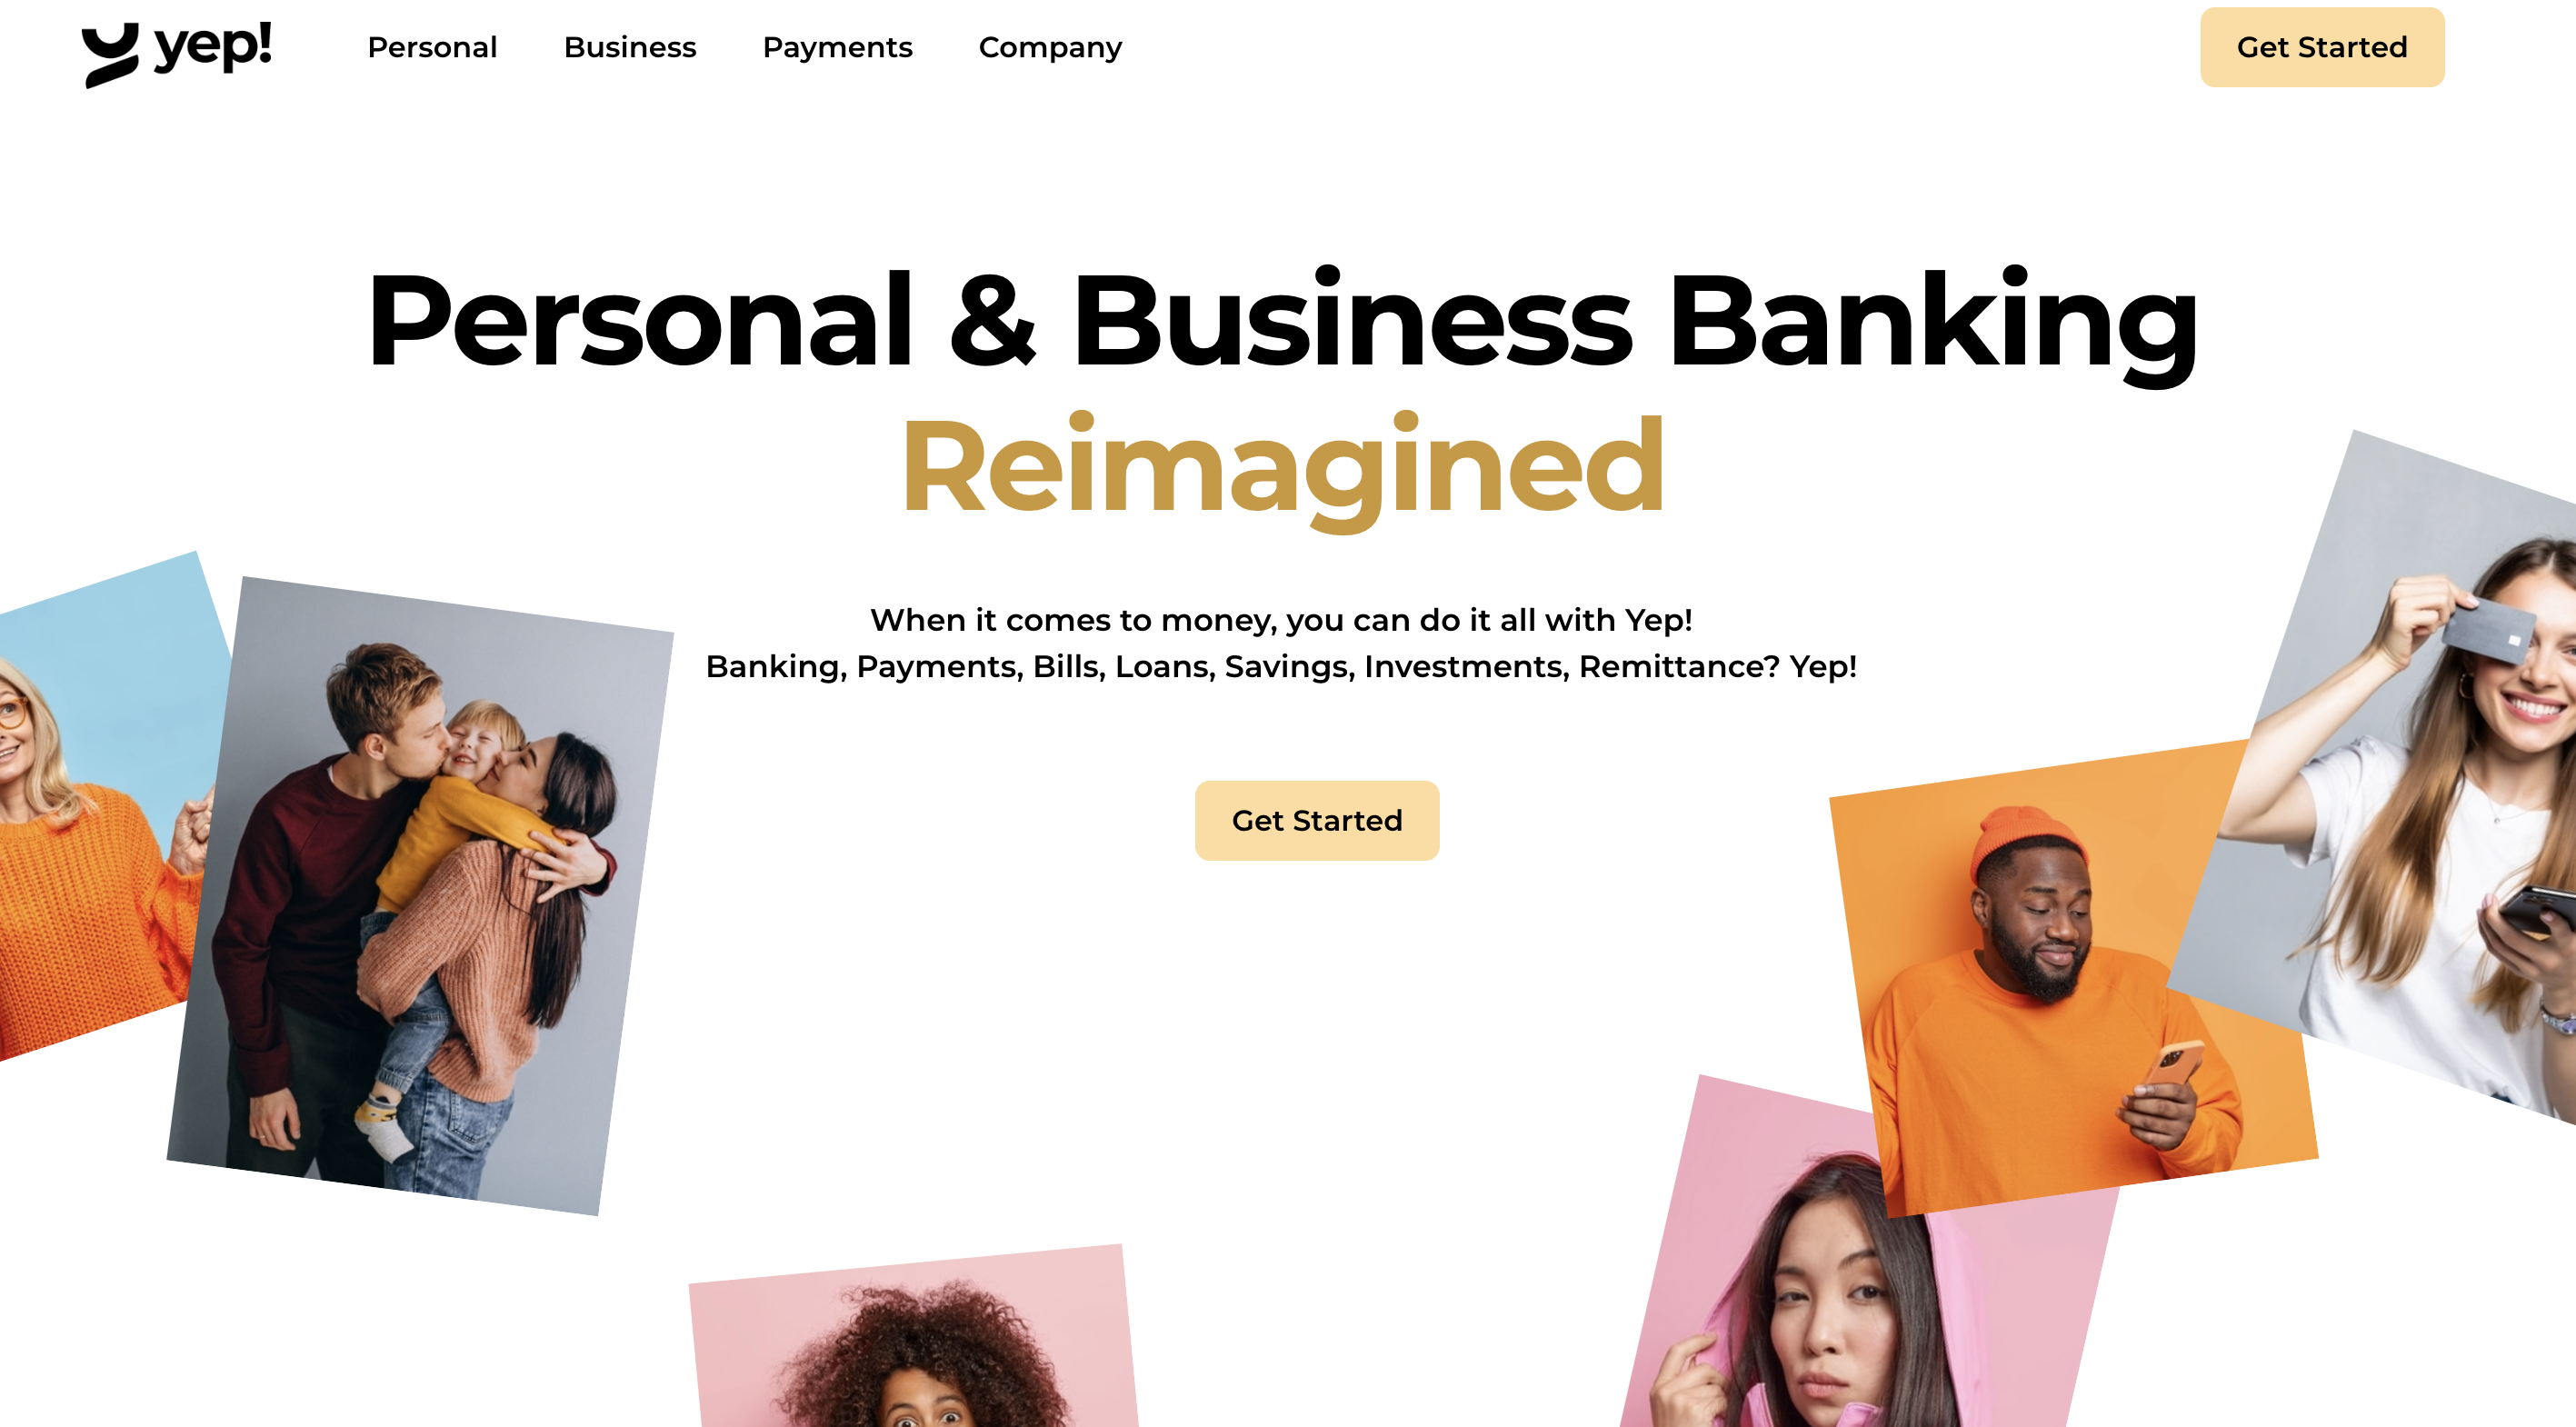 yep!
Personal
Business
Payments
Company
Get Started
Personal & Business Banking
Reimagined
When it comes to money, you can do it all with Yep!
Banking, Payments, Bills, Loans, Savings, Investments, Remittance? Yep!
Get Started